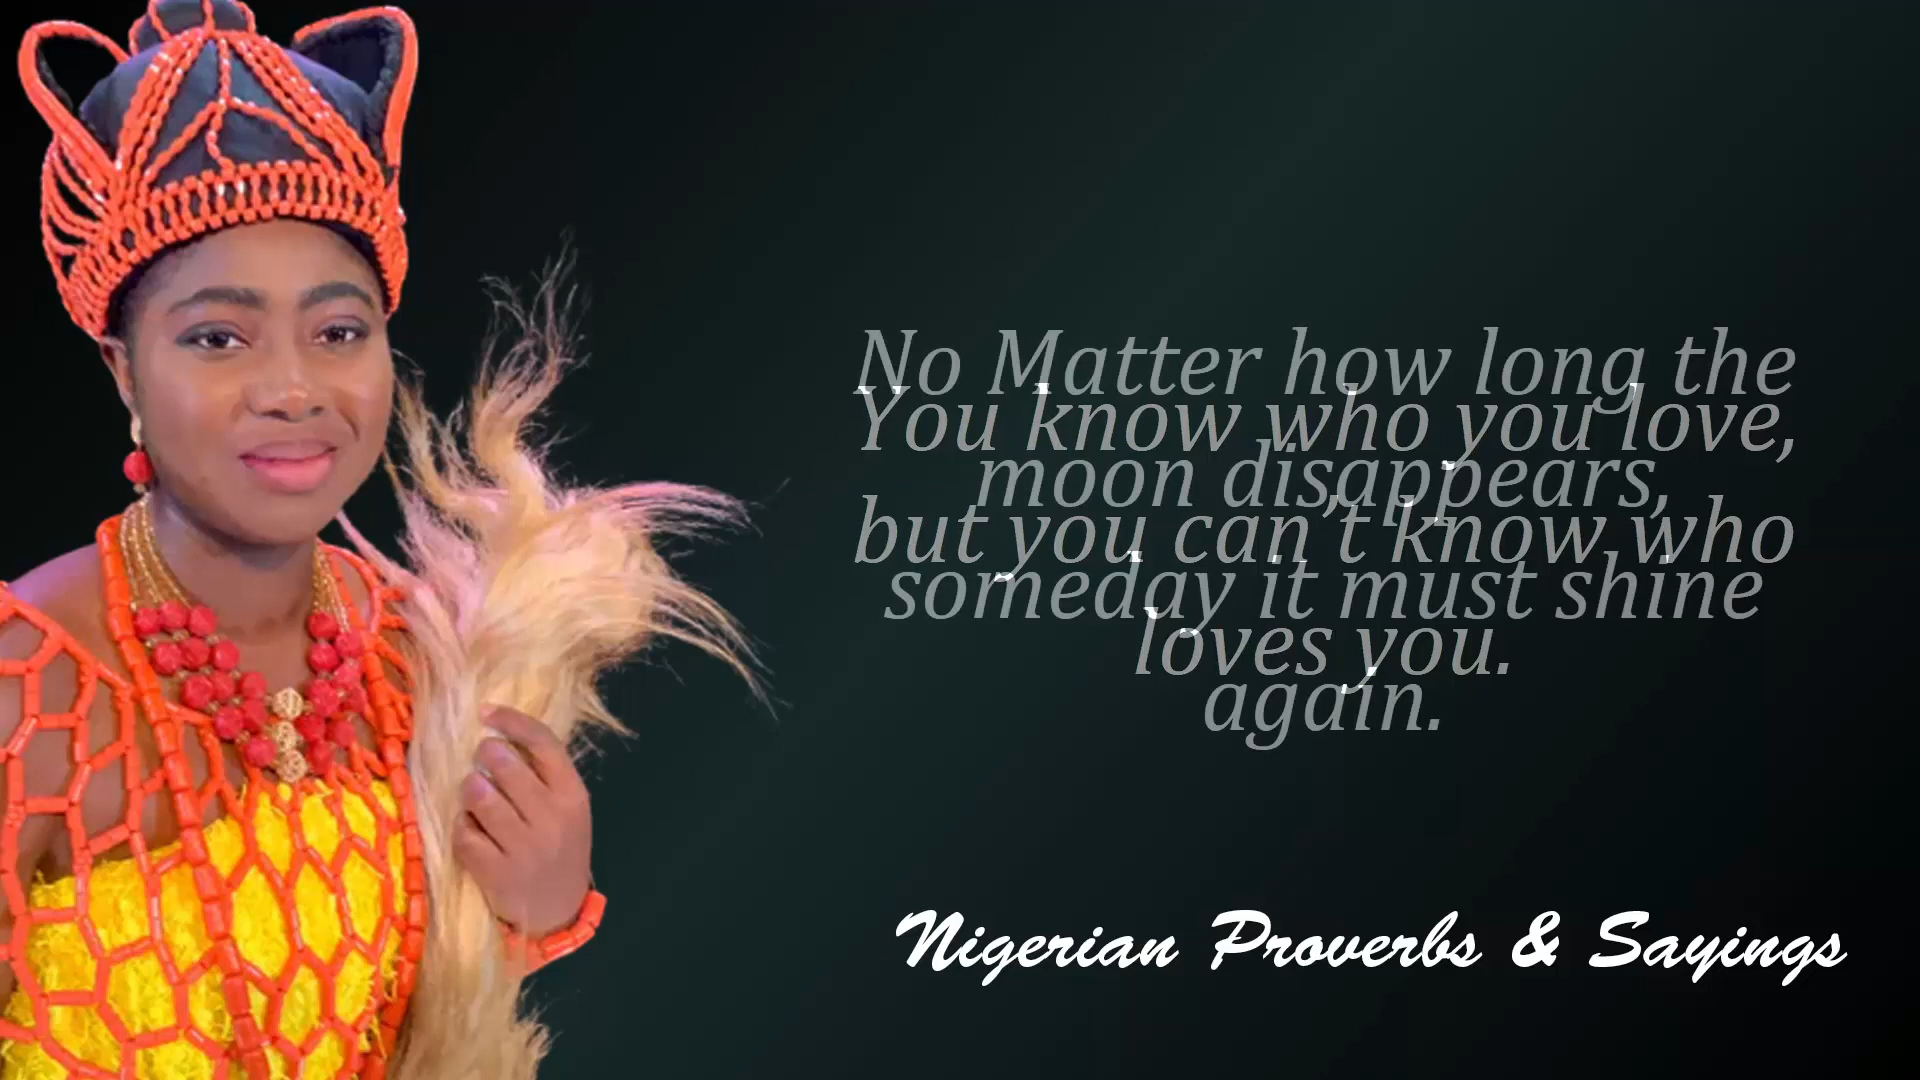 No Matter how long the
You know who you love,
moon disappears,
but you can't know who
someday it must shine
loves you.
again.
Nigerian Proverbs & Sayings